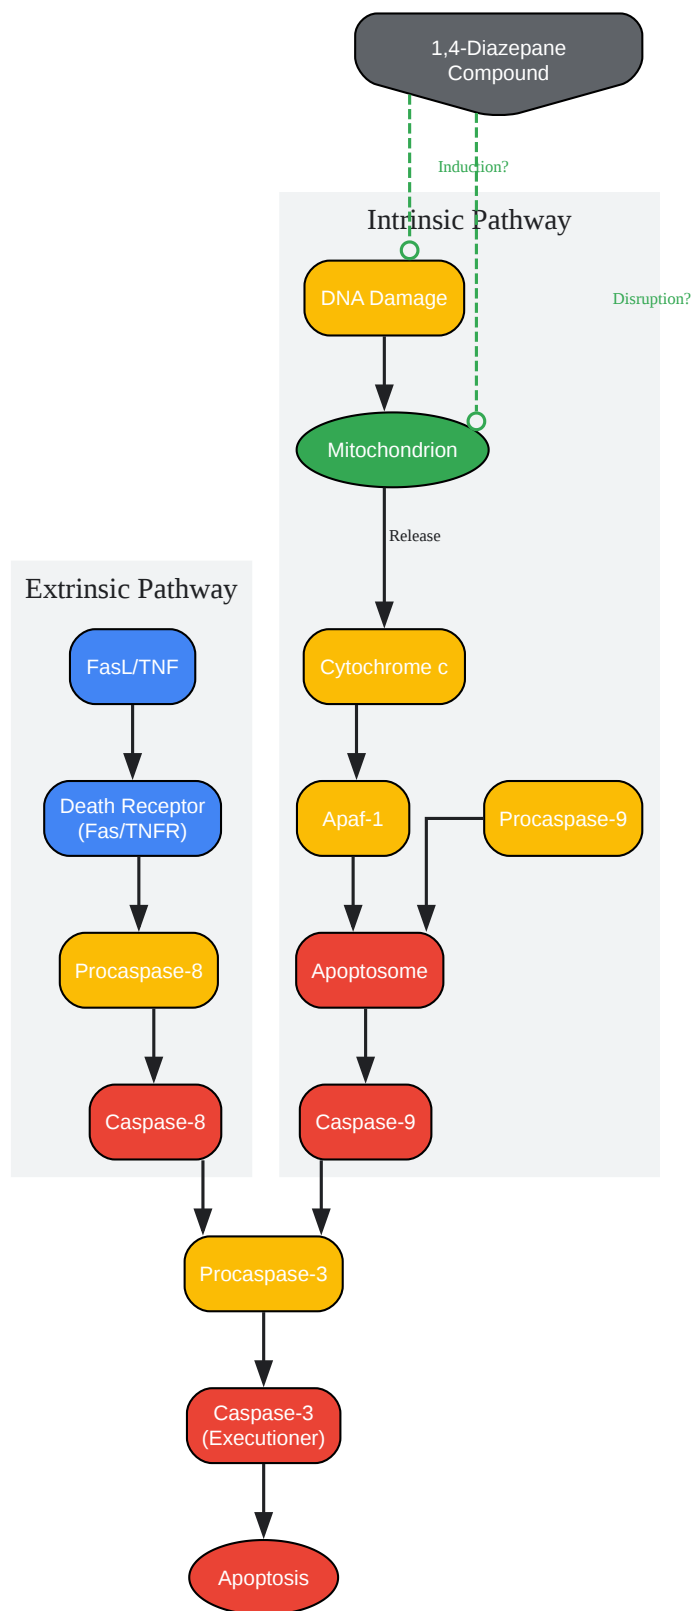 1,4-Diazepane
Compound
Induction?
Intrinsic Pathway
DNA Damage
Disruption?
Mitochondrion
Release
Extrinsic Pathway
FasL/TNF
Cytochrome c
Death Receptor
(Fas/TNFR)
Apaf-1
Procaspase-9
Procaspase-8
Apoptosome
Caspase-8
Caspase-9
Procaspase-3
Caspase-3
(Executioner)
Apoptosis